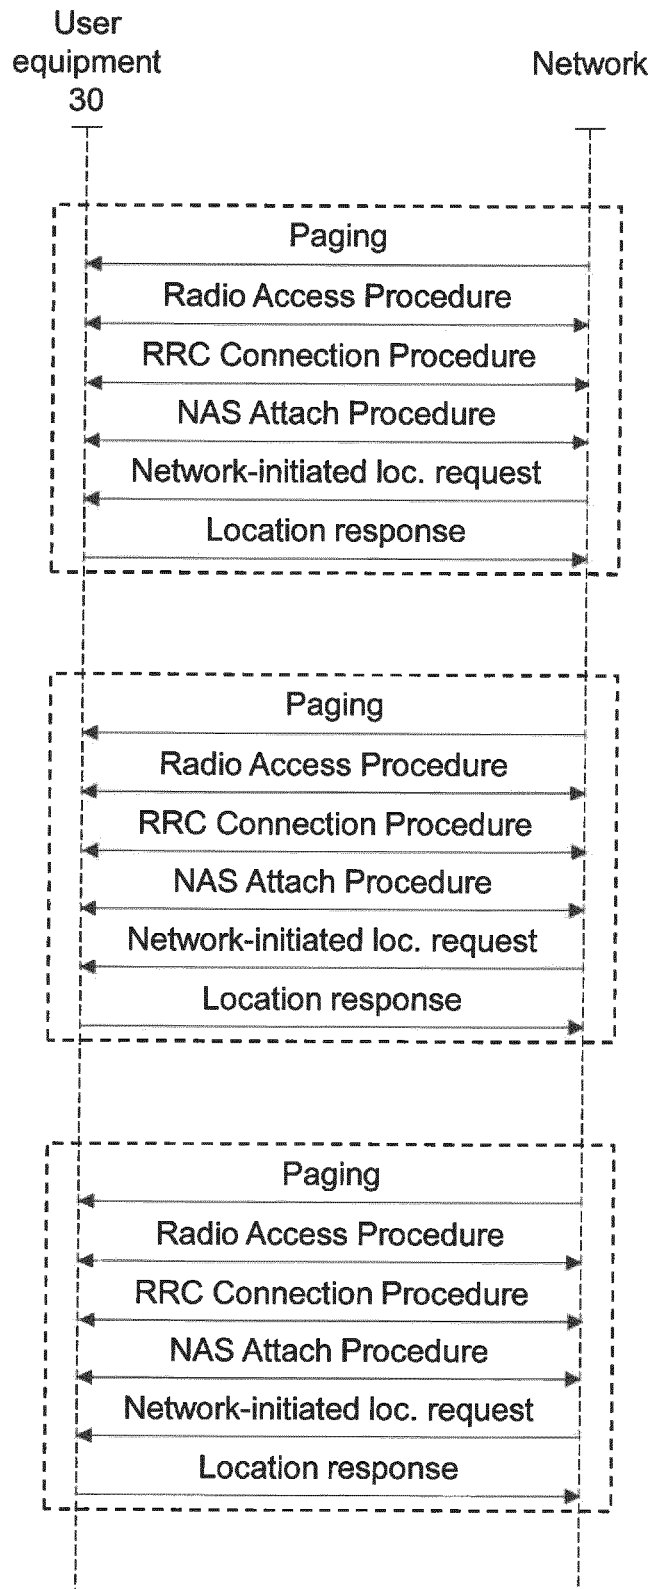 User
equipment
30
Network
Paging
Radio Access Procedure
RRC Connection Procedure
NAS Attach Procedure
Network-initiated loc. request
Location response
Paging
Radio Access Procedure
RRC Connection Procedure
NAS Attach Procedure
Network-initiated loc. request
Location response
Paging
Radio Access Procedure
RRC Connection Procedure
NAS Attach Procedure
Network-initiated loc. request
Location response